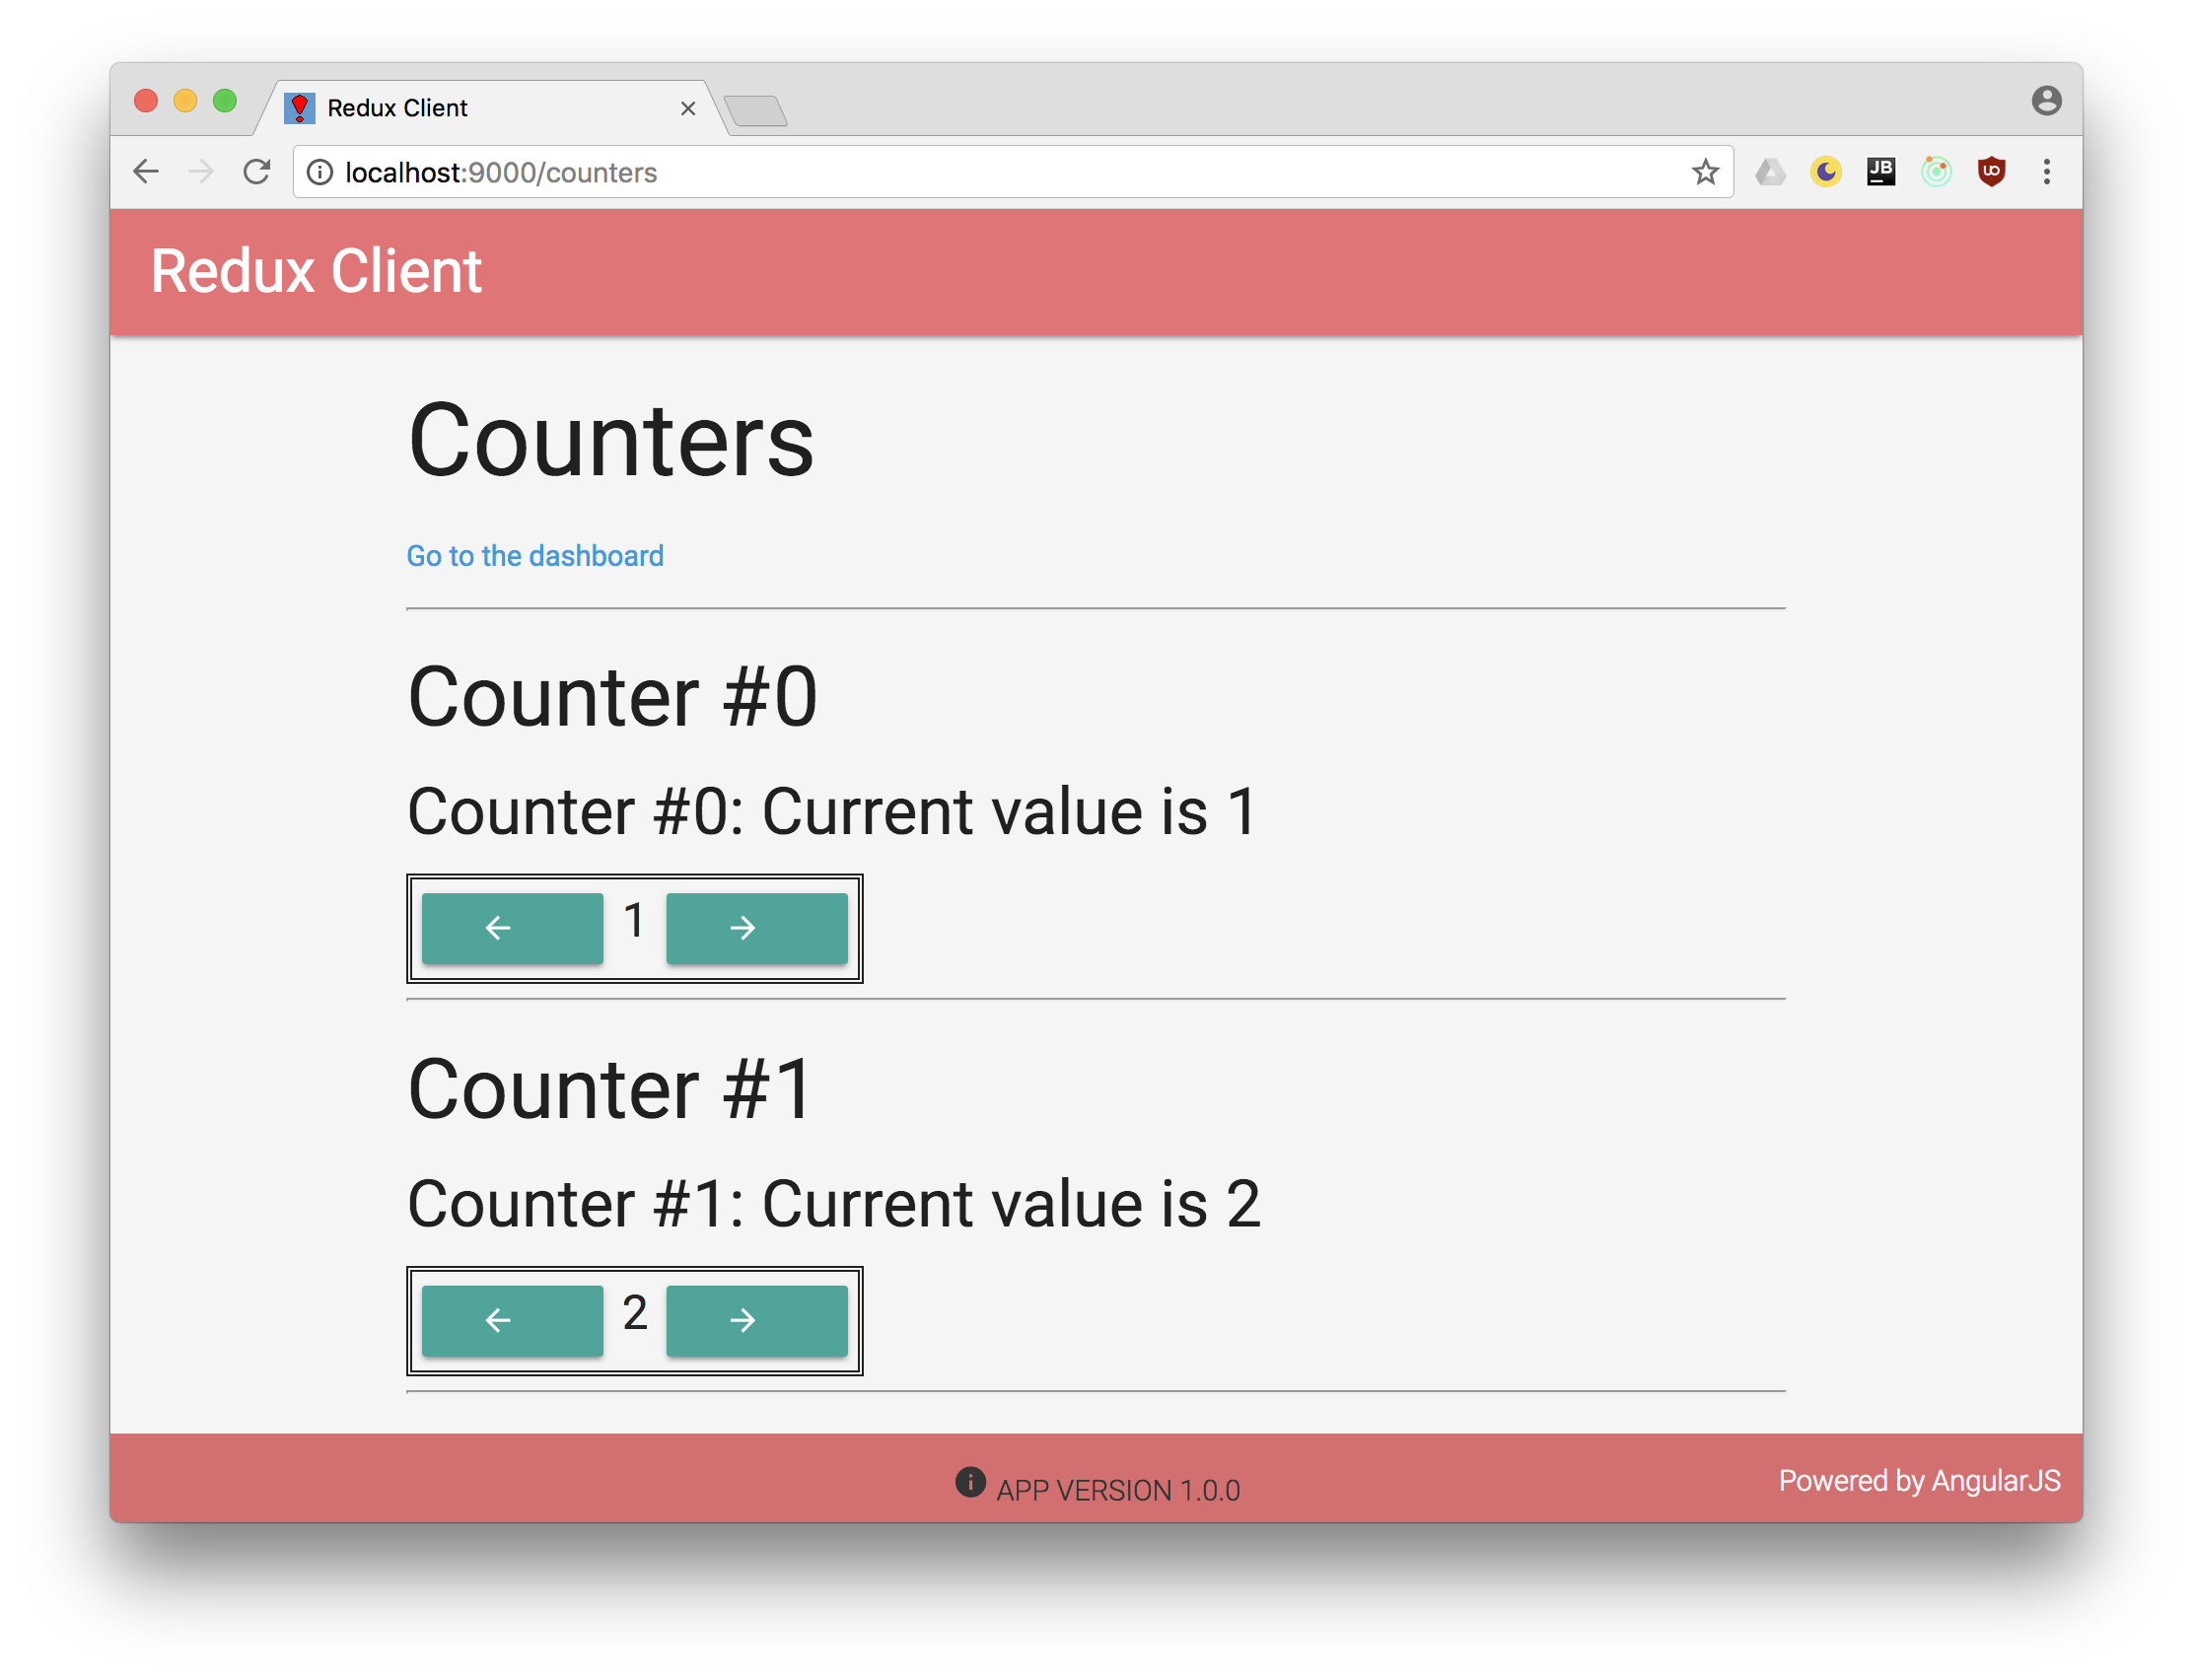 Redux Client
localhost:9000/counters
JB
uo
Redux Client
Counters
Go to the dashboard
Counter #0
Counter #0: Current value is 1
1
Counter #1
Counter #1: Current value is 2
2
APP VERSION 1.0.0
Powered by AngularJS